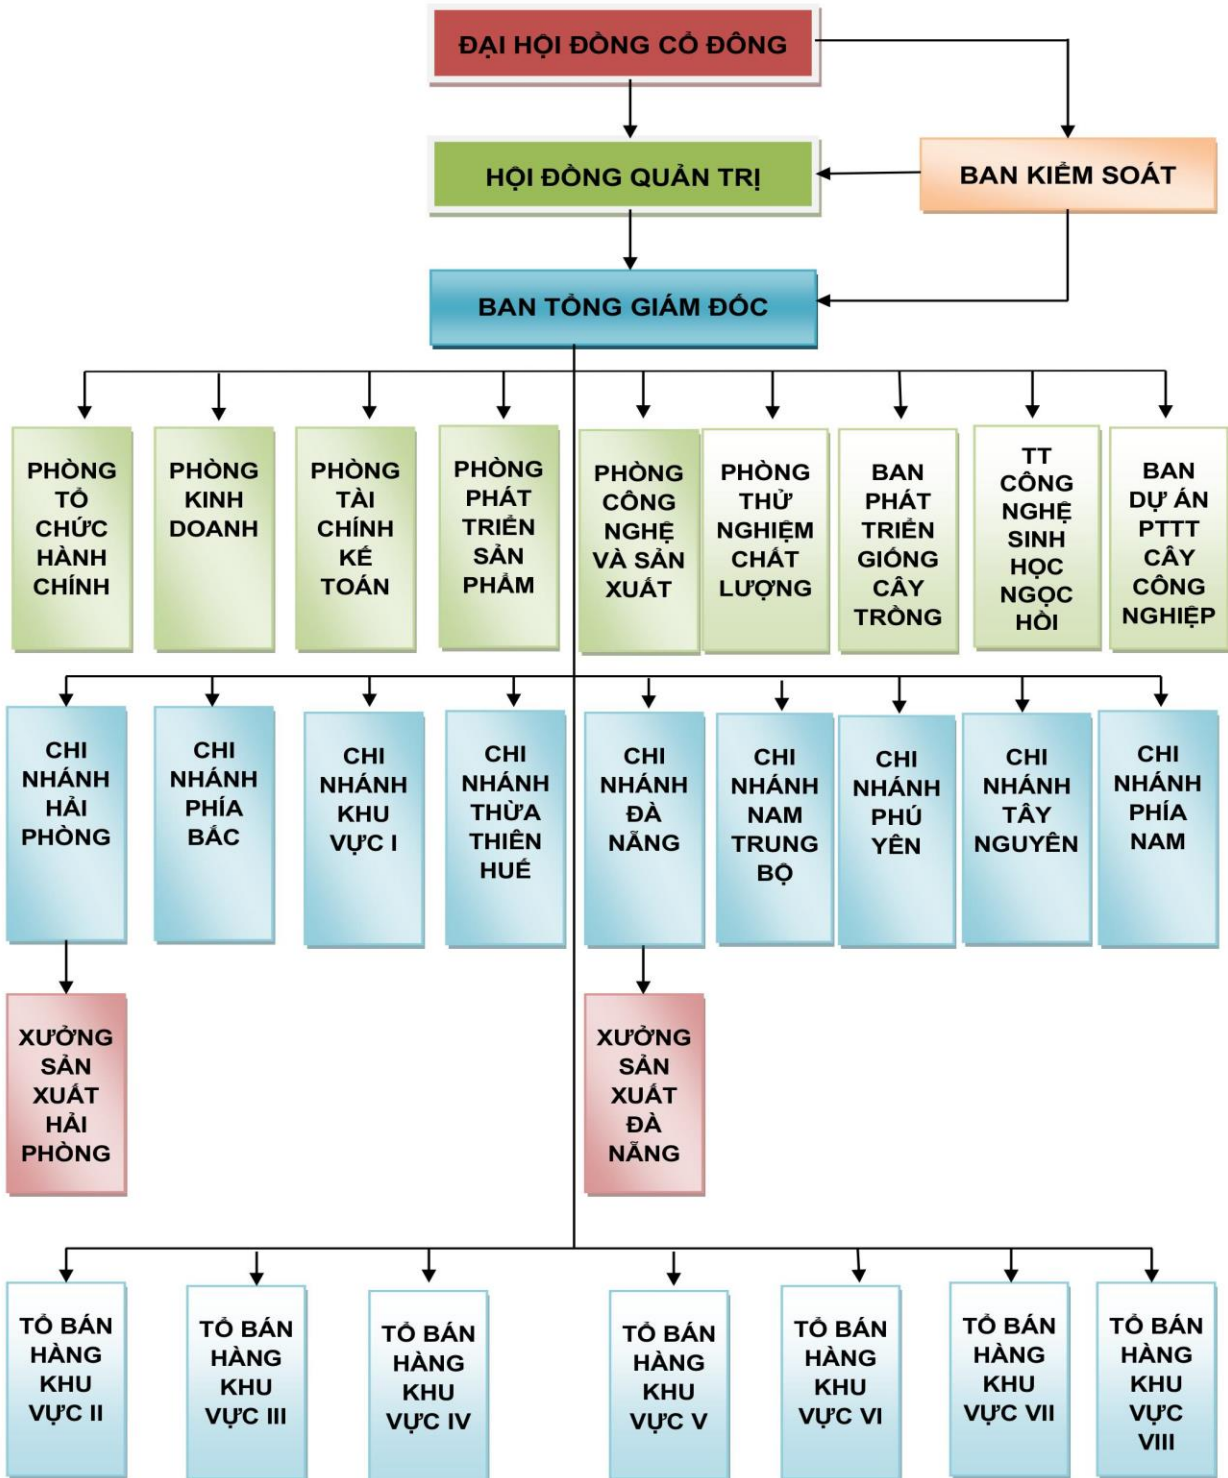 ĐẠI HỘI ĐỒNG CỔ ĐÔNG
HỘI ĐỒNG QUẢN TRỊ
BAN KIỂM SOÁT
BAN TỔNG GIÁM ĐỐC
PHÒNG
TỔ
CHỨC
HÀNH
CHÍNH
PHÒNG
KINH
DOANH
PHÒNG
TÀI
CHÍNH
KẾ
TOÁN
PHÒNG
PHÁT
TRIỂN
SẢN
PHẨM
PHÒNG
CÔNG
NGHỆ
VÀ SẢN
XUẤT
PHÒNG
THỬ
NGHIỆM
CHẤT
LƯỢNG
BAN
PHÁT
TRIỂN
GIỐNG
CÂY
TRỒNG
TT
CÔNG
NGHỆ
SINH
HỌC
NGỌC
HỒI
BAN
DỰ ÁN
PTTT
CÂY
CÔNG
NGHIỆP
CHI
NHÁNH
HẢI
PHÒNG
CHI
NHÁNH
PHÍA
BẮC
CHI
NHÁNH
KHU
VỰC I
CHI
NHÁNH
THỪA
THIÊN
HUẾ
CHI
NHÁNH
ĐÀ
NẴNG
CHI
NHÁNH
NAM
TRUNG
BỘ
CHI
NHÁNH
PHÚ
YÊN
CHI
NHÁNH
TÂY
NGUYÊN
CHI
NHÁNH
PHÍA
NAM
XƯỞNG
SẢN
XUẤT
HẢI
PHÒNG
XƯỞNG
SẢN
XUẤT
ĐÀ
NẴNG
TỔ BÁN
HÀNG
KHU
VỰC II
TỔ BÁN
HÀNG
KHU
VỰC III
TỔ BÁN
HÀNG
KHU
VỰC IV
TỔ BÁN
HÀNG
KHU
VỰC V
TỔ BÁN
HÀNG
KHU
VỰC VI
TỔ BÁN
HÀNG
KHU
VỰC VII
TỔ BÁN
HÀNG
KHU
VỰC
VIII